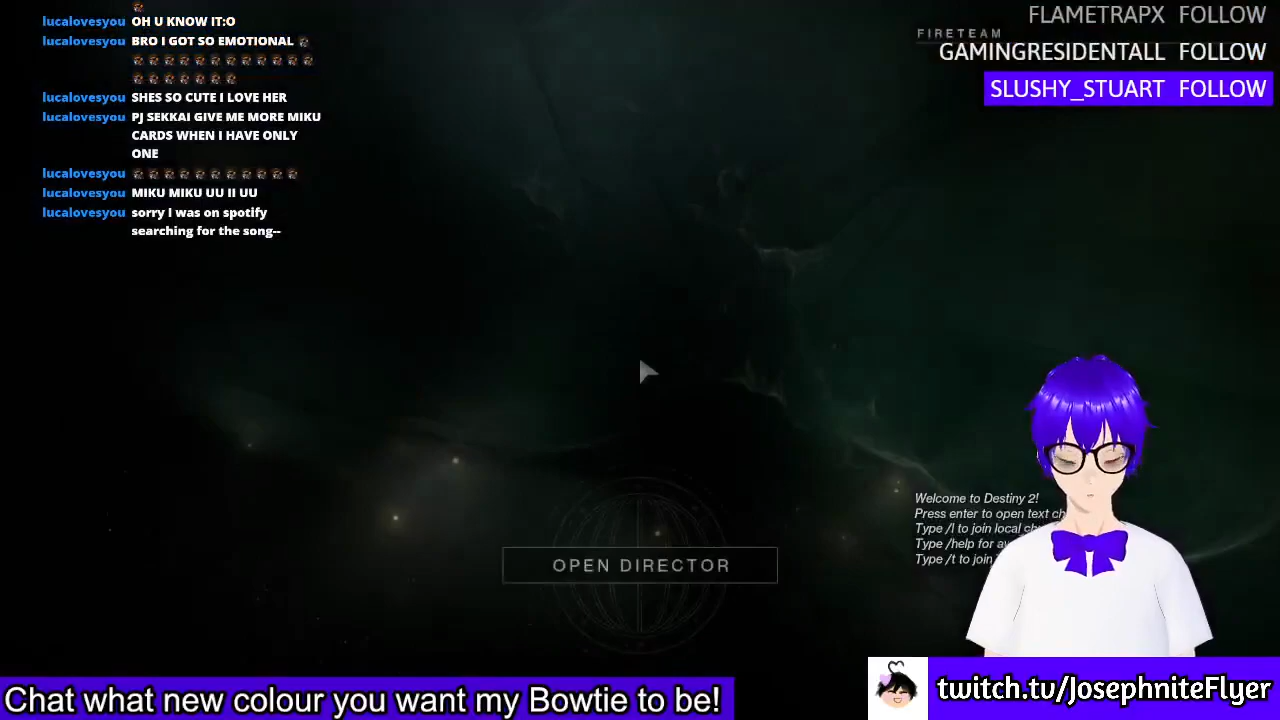 lucalovesyou OH U KNOW IT:O
lucalovesyou BRO I GOT SO EMOTIONAL
lucalovesyou SHES SO CUTE I LOVE HER
lucalovesyou PJ SEKKAI GIVE ME MORE MIKU
CARDS WHEN I HAVE ONLY
ONE
lucalovesyou
lucalovesyou MIKU MIKU UU II UU
lucalovesyou sorry I was on spotify
searching for the song--
FLAMETRAPX FOLLOW
FIRETEAM
GAMINGRESIDENTALL FOLLOW
SLUSHY_STUART FOLLOW
Welcome to Destiny 2!
Press enter to open text
Type /l to join local
Type /help for
Type /t to join
OPEN DIRECTOR
Chat what new colour you want my Bowtie to be!
twitch.tv/JosephniteFlyer